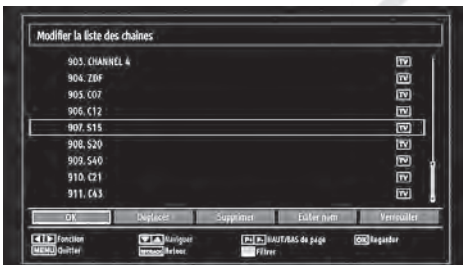 Modifier la liste des chaînes
903. CHANNEL 4 TV
904. ZDF TV
905. C07 TV
906. C12 TV
907. S15 TV
908. S20 TV
909. S40 TV
910. C21 TV
911. C63 TV
OK Déplacer Supprimer Editer nom Verrouiller
Fonction Naviguer P+ P- HAUT/BAS de page OK Regarder
MENU Quitter Retour Filtrer